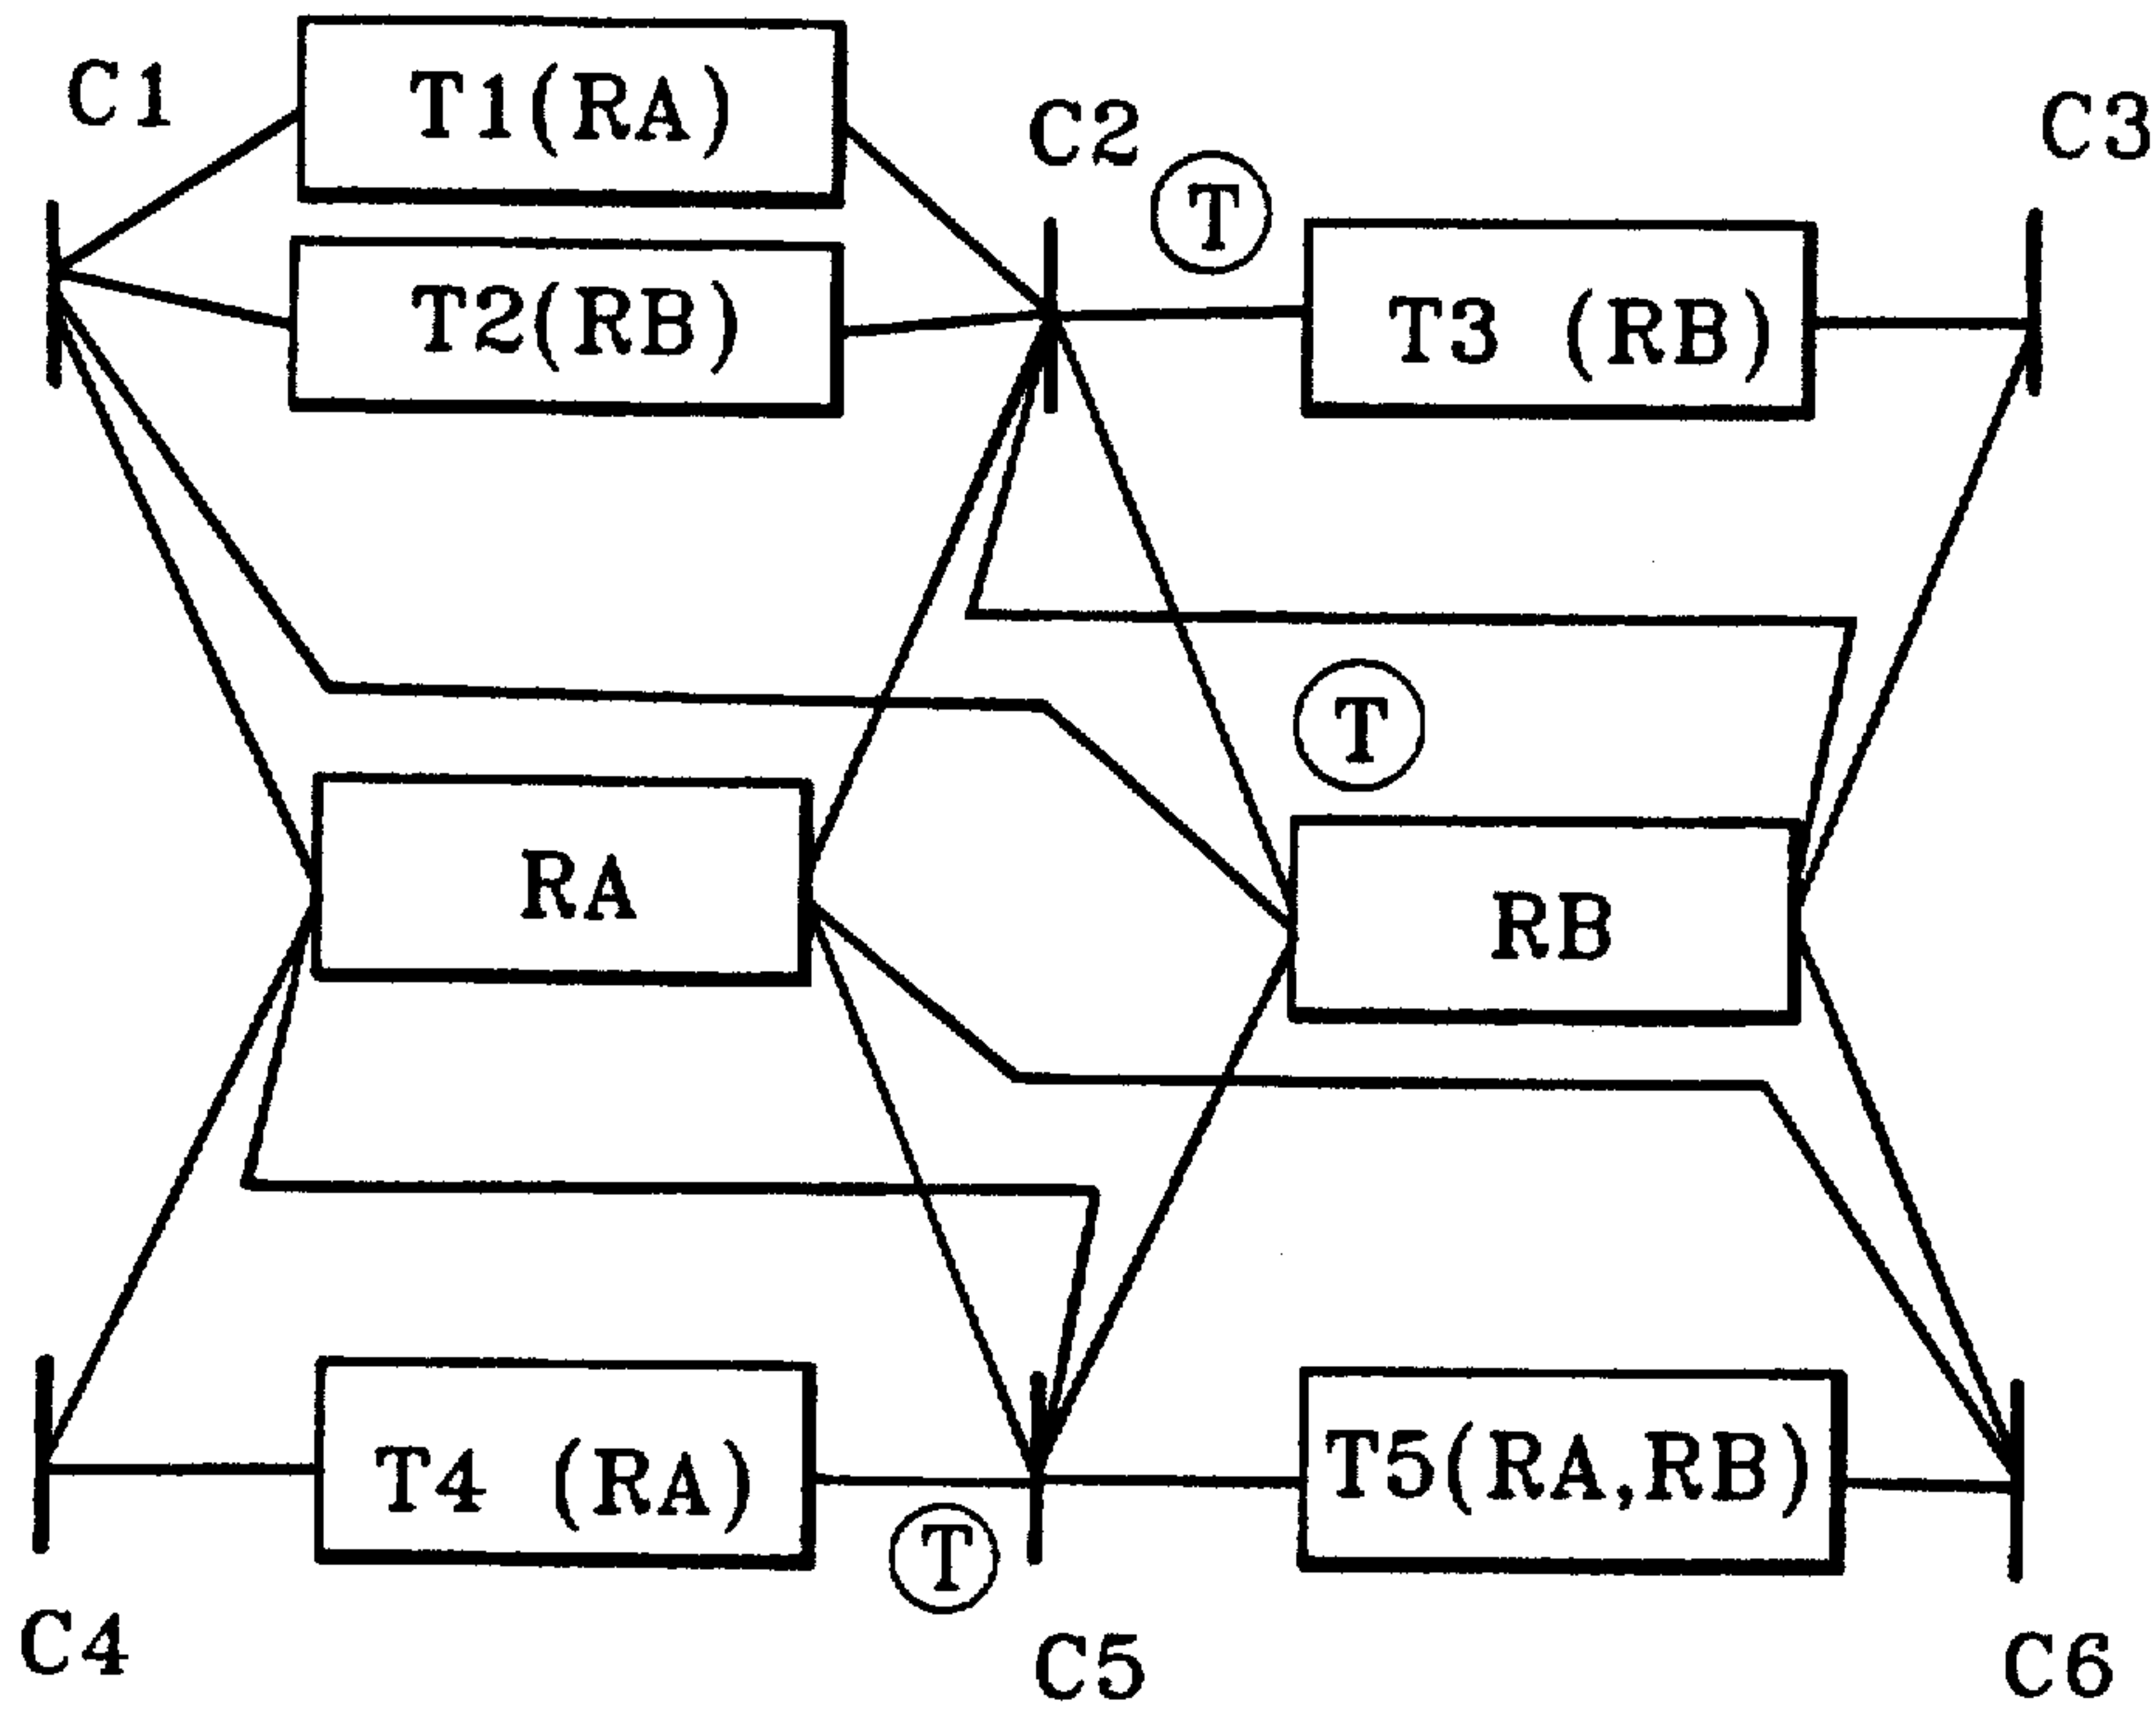 C1
T1(RA)
C2
C3
T
T2(RB)
T3 (RB)
T
RA
RB
T4 (RA)
T5(RA,RB)
T
C4
C5
C6